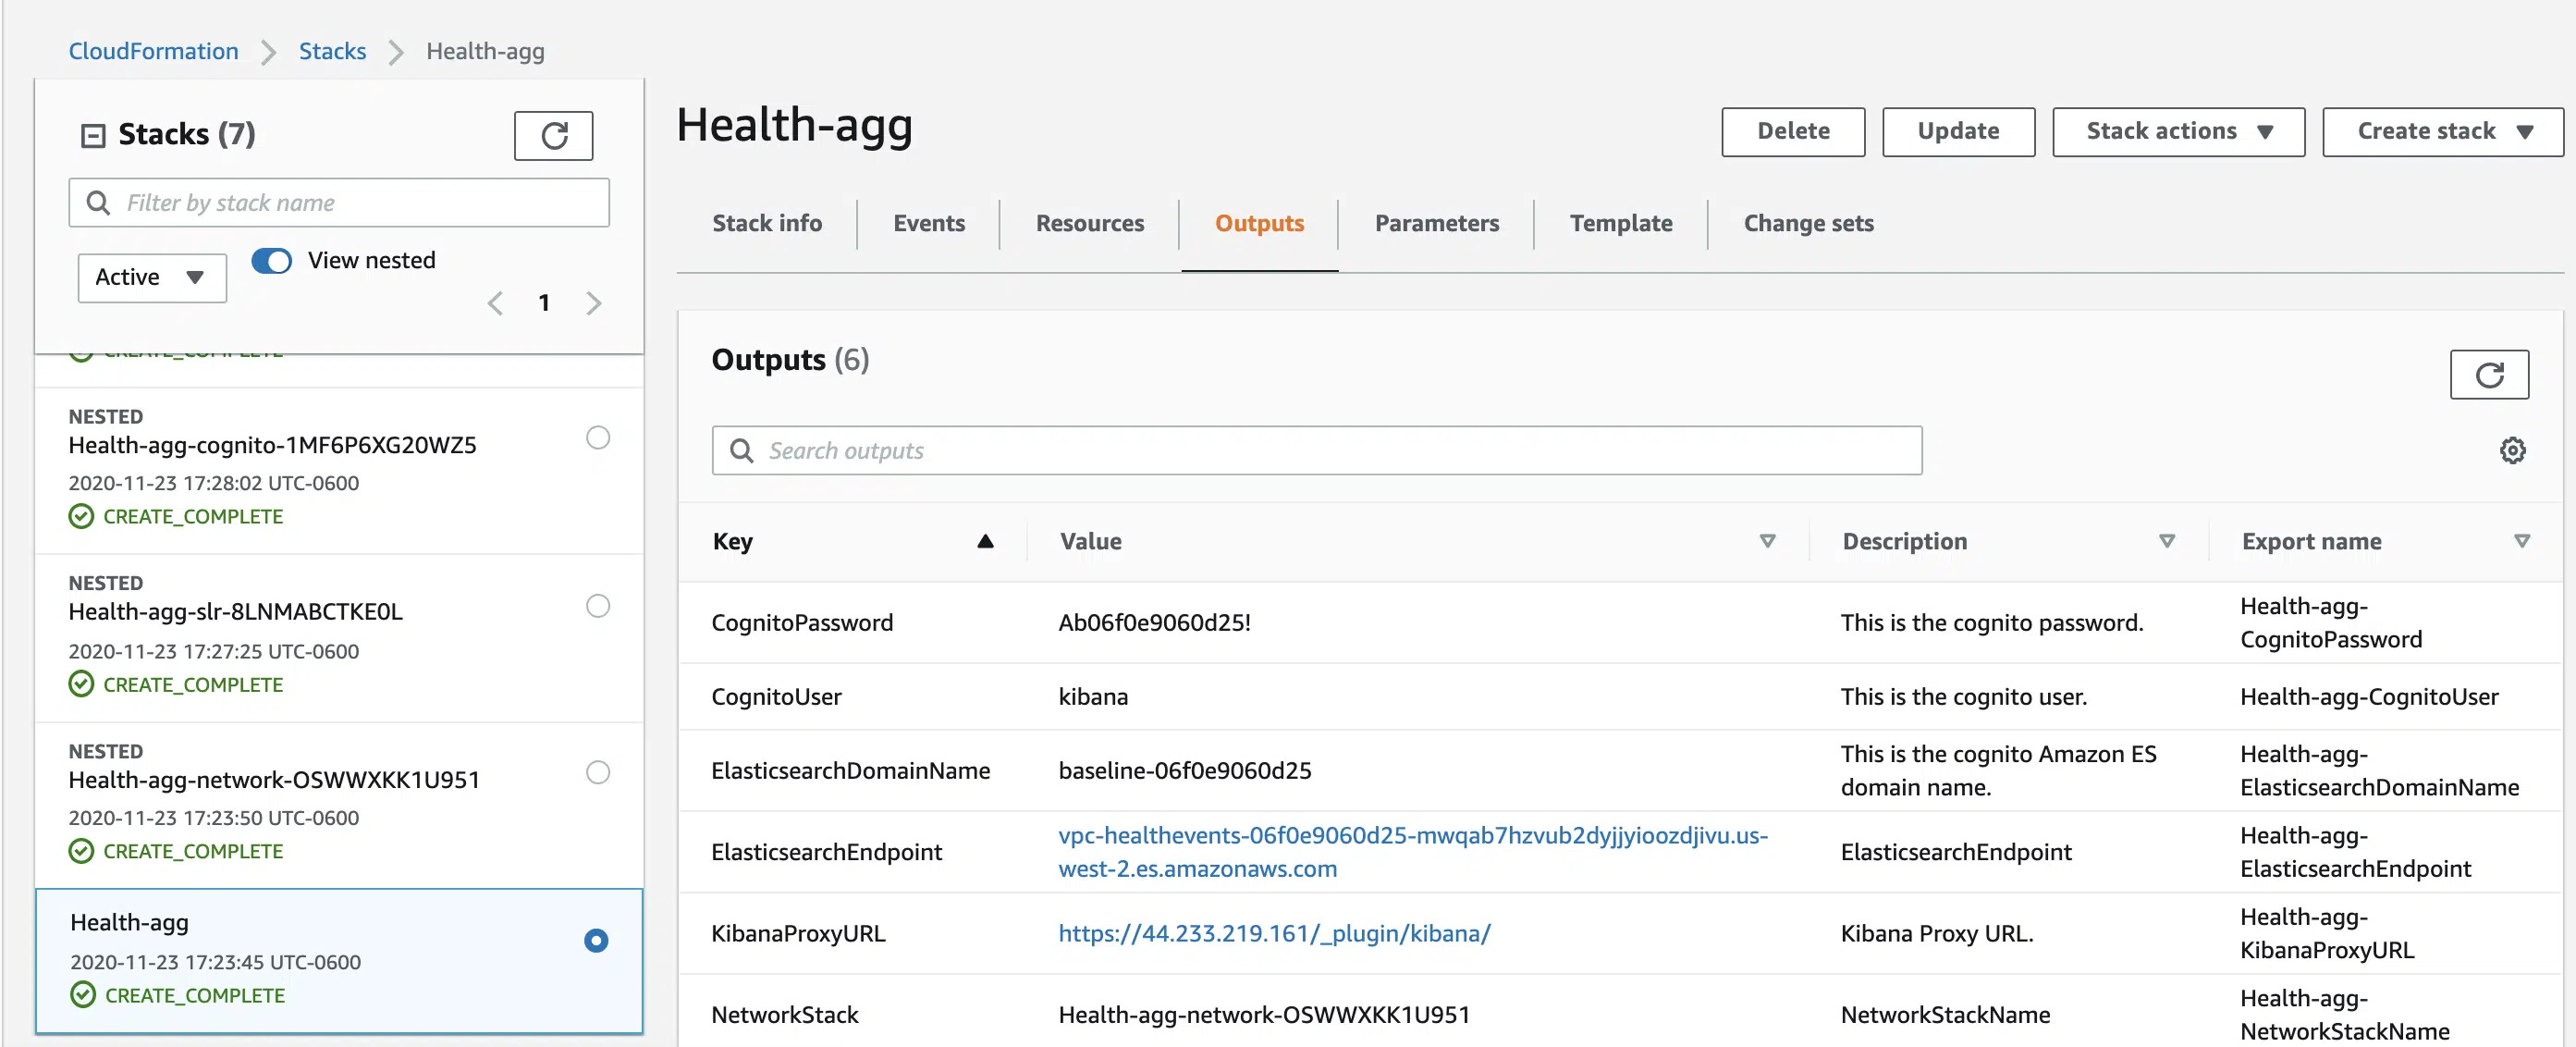 CloudFormation > Stacks > Health-agg
Stacks (7)
Filter by stack name
Active
View nested
1
CREATE_COMPLETE
NESTED
Health-agg-cognito-1MF6P6XG20WZ5
2020-11-23 17:28:02 UTC-0600
CREATE_COMPLETE
NESTED
Health-agg-slr-8LNMABCTKE0L
2020-11-23 17:27:25 UTC-0600
CREATE_COMPLETE
NESTED
Health-agg-network-OSWWXKK1U951
2020-11-23 17:23:50 UTC-0600
CREATE_COMPLETE
Health-agg
2020-11-23 17:23:45 UTC-0600
CREATE_COMPLETE
Health-agg
Delete
Update
Stack actions
Create stack
Stack info
Events
Resources
Outputs
Parameters
Template
Change sets
Outputs (6)
Search outputs
Key
Value
Description
Export name
CognitoPassword
Ab06f0e9060d25!
This is the cognito password.
Health-agg-
CognitoPassword
CognitoUser
kibana
This is the cognito user.
Health-agg-CognitoUser
ElasticsearchDomainName
baseline-06f0e9060d25
This is the cognito Amazon ES
domain name.
Health-agg-
ElasticsearchDomainName
ElasticsearchEndpoint
vpc-healthevents-06f0e9060d25-mwqab7hzvub2dyjjyioozdjivu.us-
west-2.es.amazonaws.com
ElasticsearchEndpoint
Health-agg-
ElasticsearchEndpoint
KibanaProxyURL
https://44.233.219.161/_plugin/kibana/
Kibana Proxy URL.
Health-agg-
KibanaProxyURL
NetworkStack
Health-agg-network-OSWWXKK1U951
NetworkStackName
Health-agg-
NetworkStackName